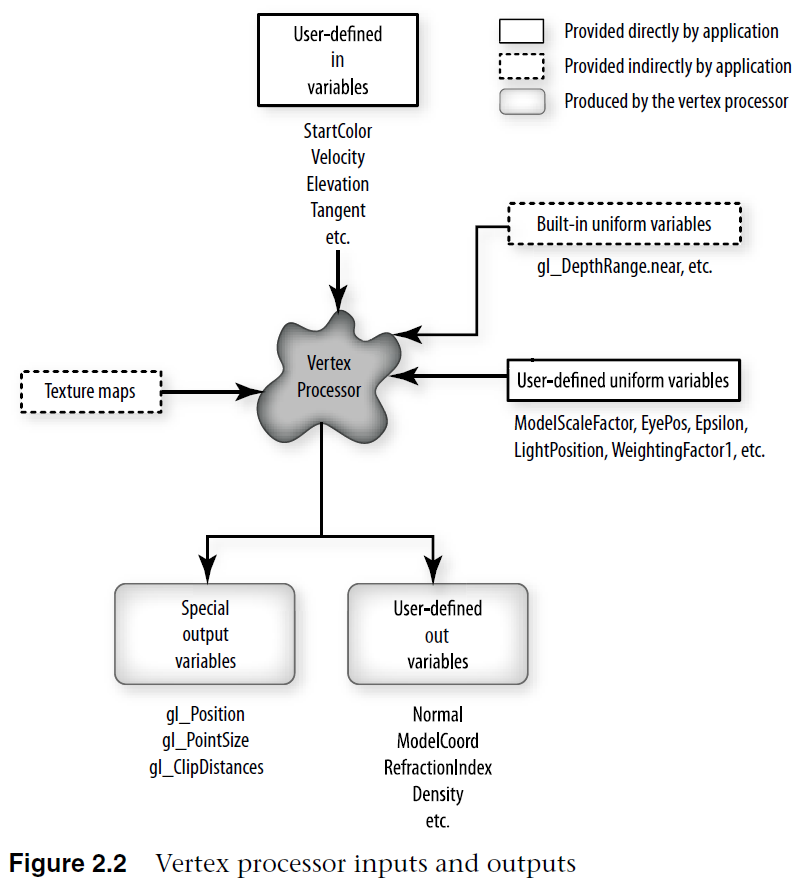 User-defined
in
variables
Provided directly by application
Provided indirectly by application
Produced by the vertex processor
StartColor
Velocity
Elevation
Tangent
etc.
Built-in uniform variables
gl_DepthRange.near, etc.
Vertex
Processor
Texture maps
User-defined uniform variables
ModelScaleFactor, EyePos, Epsilon,
LightPosition, WeightingFactor1, etc.
Special
output
variables
User-defined
out
variables
gl_Position
gl_PointSize
gl_ClipDistances
Normal
ModelCoord
RefractionIndex
Density
etc.
Figure 2.2 Vertex processor inputs and outputs